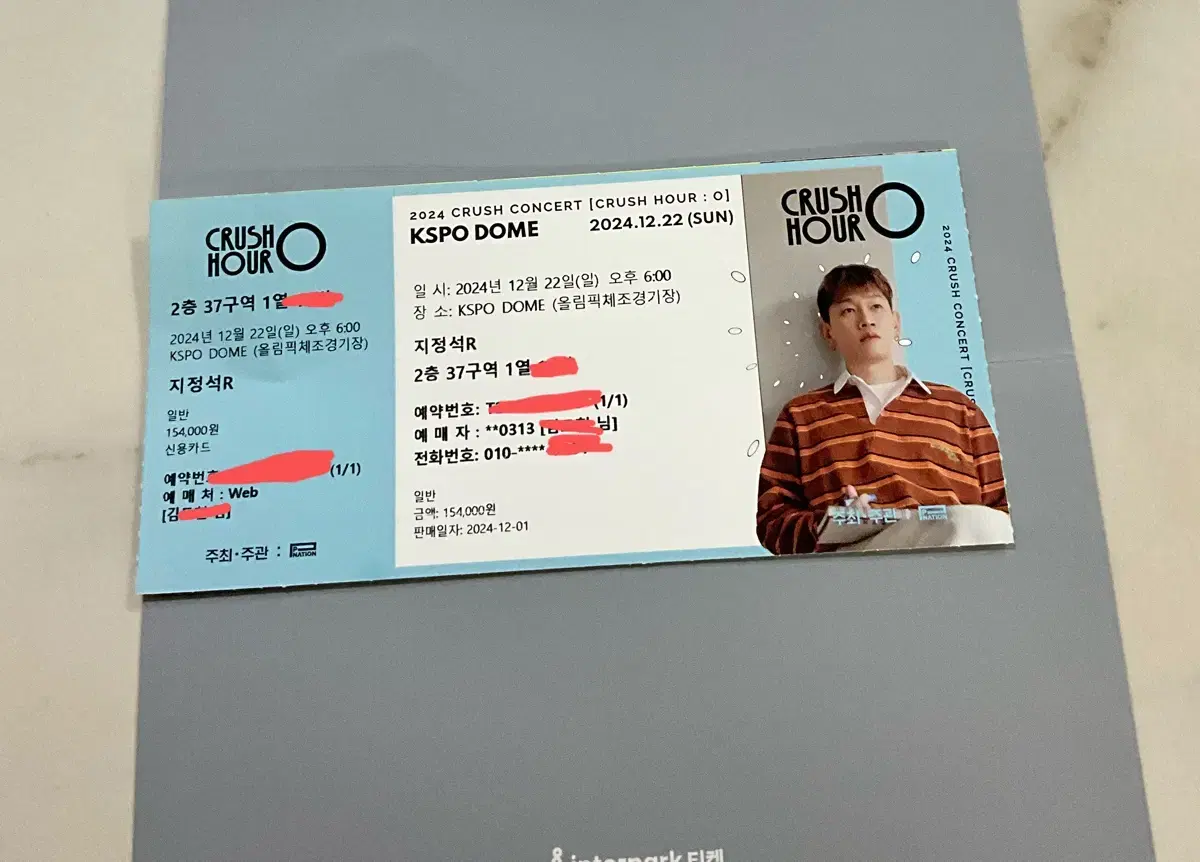 CRUSH
HOUR O
2층 37구역 1열
2024년 12월 22일(일) 오후 6:00
KSPO DOME (올림픽체조경기장)
지정석R
일반
154,000원
신용카드
(1/1)
예 매 처 : Web
주최·주관 : P NATION
2024 CRUSH CONCERT [CRUSH HOUR : O]
KSPO DOME 2024.12.22 (SUN)
일 시: 2024년 12월 22일(일) 오후 6:00
장 소: KSPO DOME (올림픽체조경기장)
지정석R
2층 37구역 1열
예약번호: (1/1)
예 매 자 : **0313 님]
전화번호: 010-****
일반
금액: 154,000원
판매일자: 2024-12-01
CRUSH
HOUR O
2024 CRUSH CONCERT [CRUS
주최·주관 : P NATION
interpark 티켓